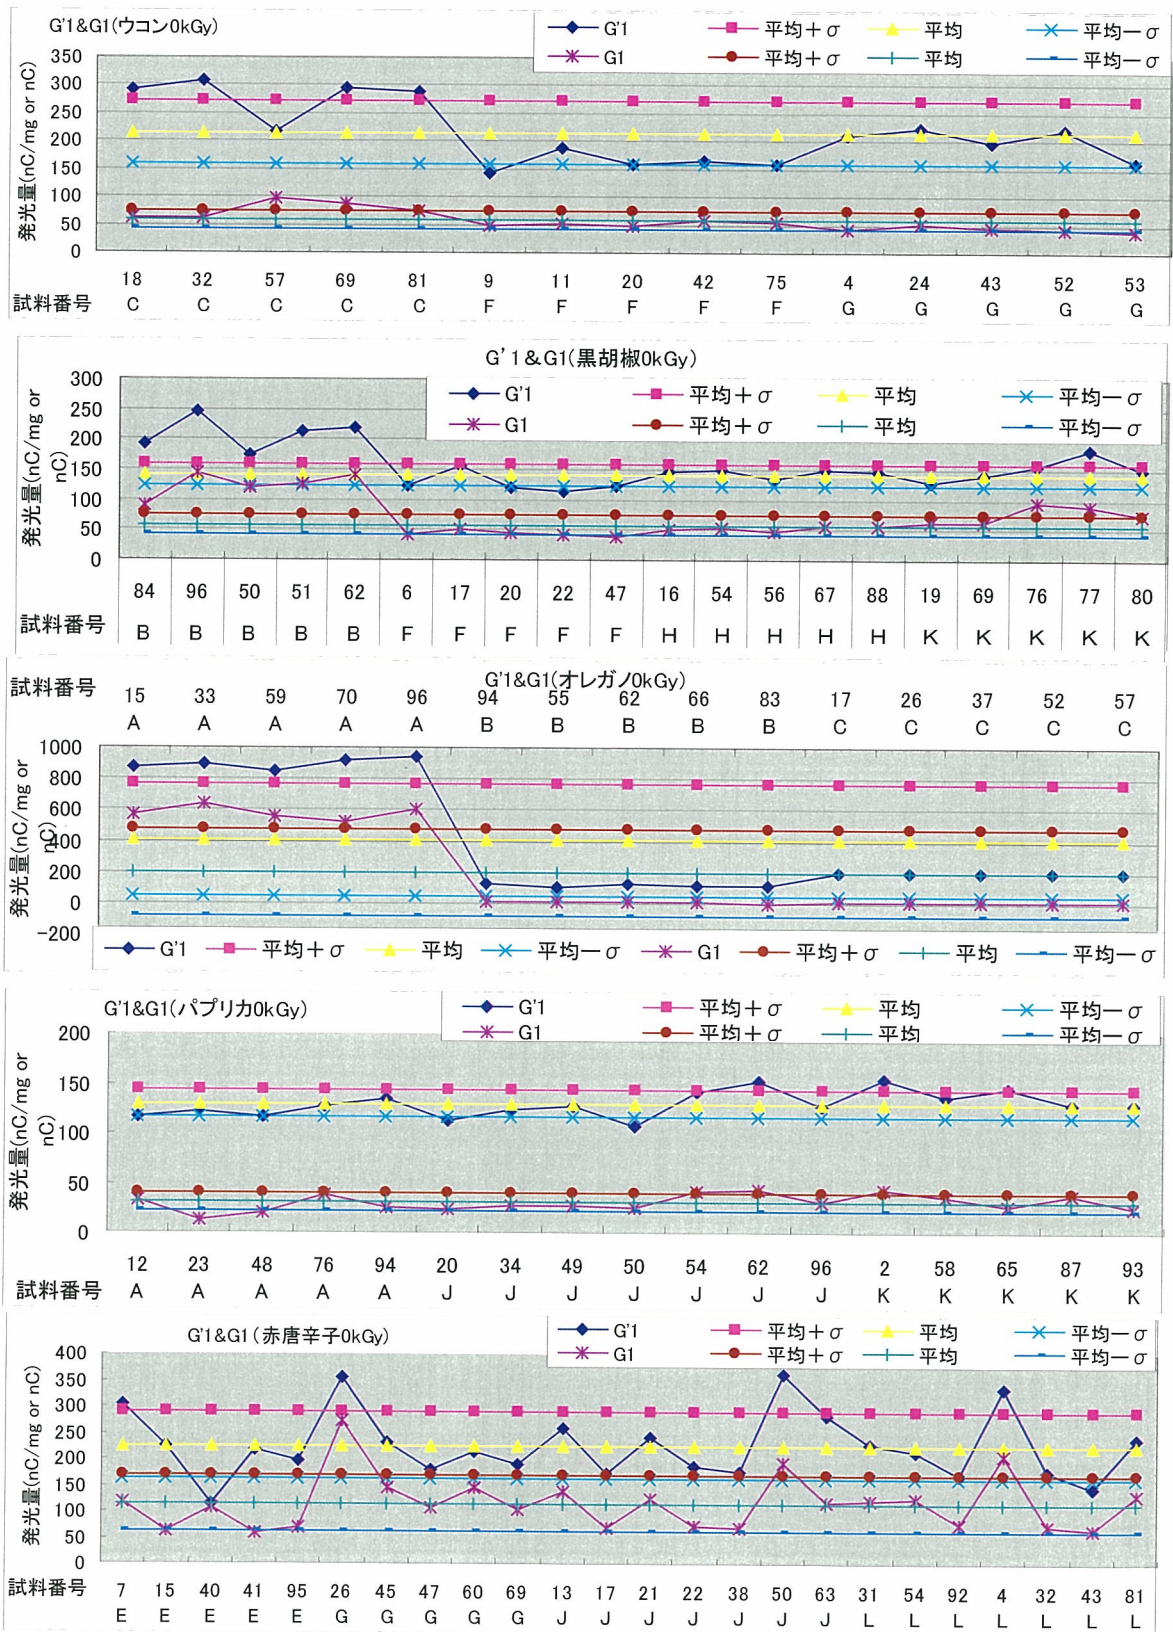 G'1&G1(ウコン0kGy)
G'1 平均+σ 平均 平均-σ
G1 平均+σ 平均 平均-σ
発光量(nC/mg or nC)
350
300
250
200
150
100
50
0
18 32 57 69 81 9 11 20 42 75 4 24 43 52 53
試料番号 C C C C C F F F F F G G G G G
G'1&G1(黒胡椒0kGy)
G'1 平均+σ 平均 平均-σ
G1 平均+σ 平均 平均-σ
発光量(nC/mg or
nC)
300
250
200
150
100
50
0
84 96 50 51 62 6 17 20 22 47 16 54 56 67 88 19 69 76 77 80
試料番号 B B B B B F F F F F H H H H H K K K K K
G'1&G1(オレガノ0kGy)
試料番号 15 33 59 70 96 94 55 62 66 83 17 26 37 52 57
A A A A A B B B B B C C C C C
発光量(nC/mg or
nC)
1000
800
600
400
200
0
-200
G'1 平均+σ 平均 平均-σ G1 平均+σ 平均 平均-σ
G'1&G1(パプリカ0kGy)
G'1 平均+σ 平均 平均-σ
G1 平均+σ 平均 平均-σ
発光量(nC/mg or
nC)
200
150
100
50
0
12 23 48 76 94 20 34 49 50 54 62 96 2 58 65 87 93
試料番号 A A A A A J J J J J J J K K K K K
G'1&G1(赤唐辛子0kGy)
G'1 平均+σ 平均 平均-σ
G1 平均+σ 平均 平均-σ
発光量(nC/mg or nC)
400
350
300
250
200
150
100
50
0
試料番号 7 15 40 41 95 26 45 47 60 69 13 17 21 22 38 50 63 31 54 92 4 32 43 81
E E E E E G G G G G J J J J J J J L L L L L L L